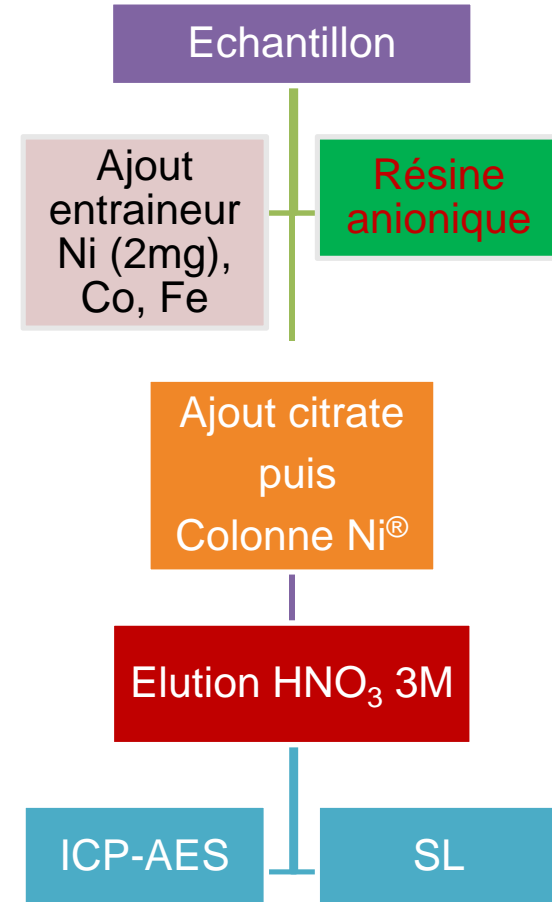 Echantillon
Ajout
entraineur
Ni (2mg),
Co, Fe
Résine
anionique
Ajout citrate
puis
Colonne Ni®
Elution HNO₃ 3M
ICP-AES
SL